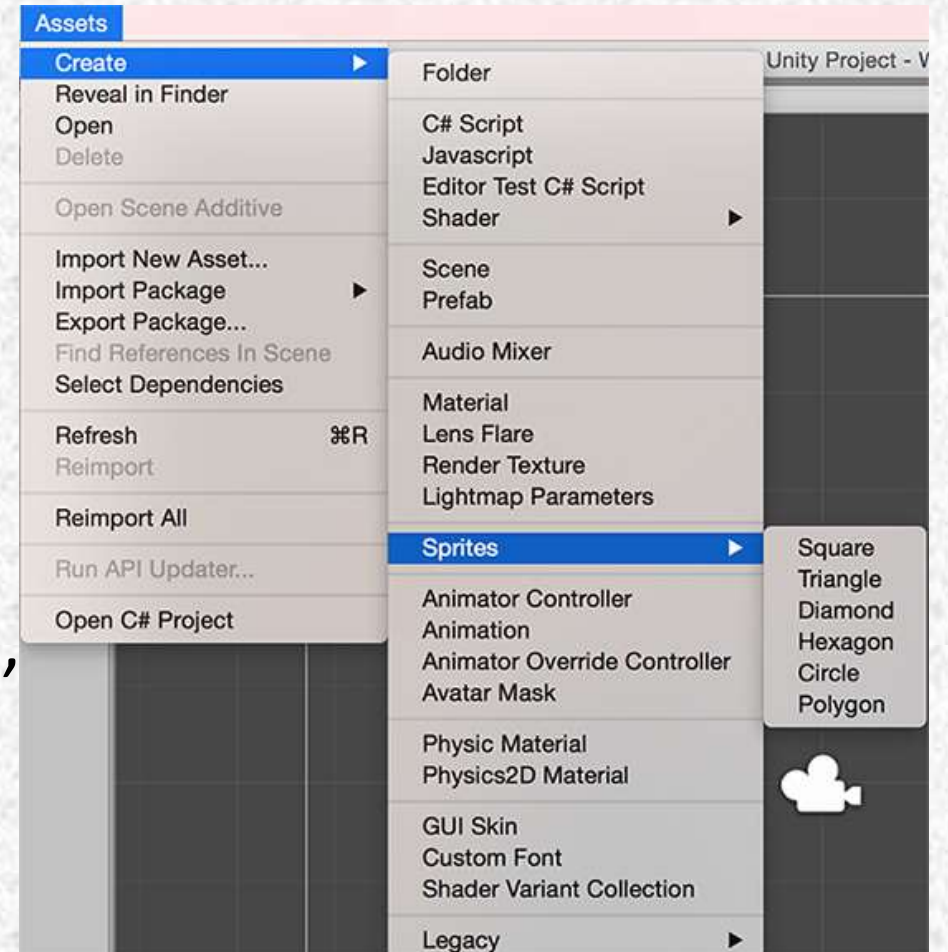 Assets
Create ▶
Reveal in Finder
Open
Delete
Open Scene Additive
Import New Asset...
Import Package ▶
Export Package...
Find References In Scene
Select Dependencies
Refresh ⌘R
Reimport
Reimport All
Run API Updater...
Open C# Project
,
Folder
C# Script
Javascript
Editor Test C# Script
Shader ▶
Scene
Prefab
Audio Mixer
Material
Lens Flare
Render Texture
Lightmap Parameters
Sprites ▶
Animator Controller
Animation
Animator Override Controller
Avatar Mask
Physic Material
Physics2D Material
GUI Skin
Custom Font
Shader Variant Collection
Legacy ▶
Unity Project -
Square
Triangle
Diamond
Hexagon
Circle
Polygon